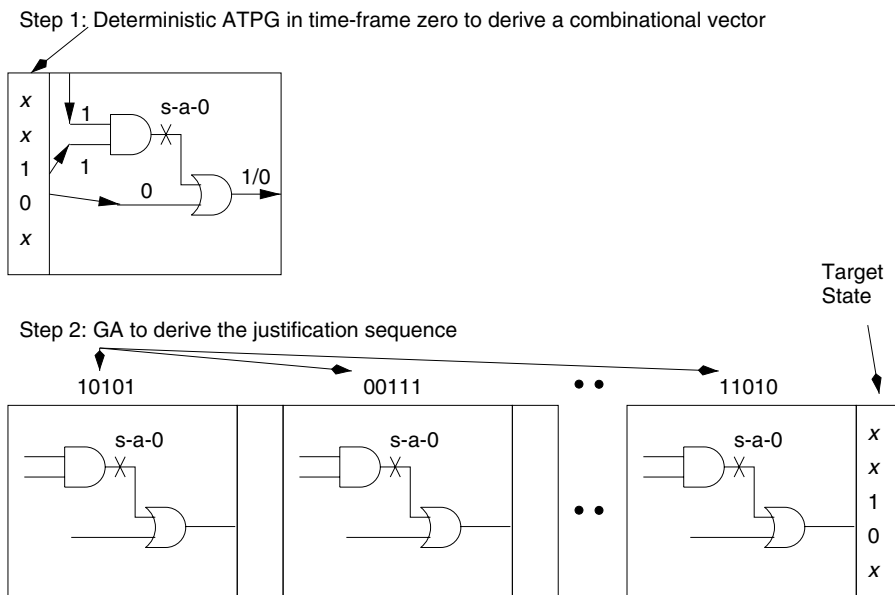 Step 1: Deterministic ATPG in time-frame zero to derive a combinational vector
x
x
1
0
x
1
1
s-a-0
0
1/0
Target
State
Step 2: GA to derive the justification sequence
10101
00111
11010
s-a-0
s-a-0
s-a-0
x
x
1
0
x